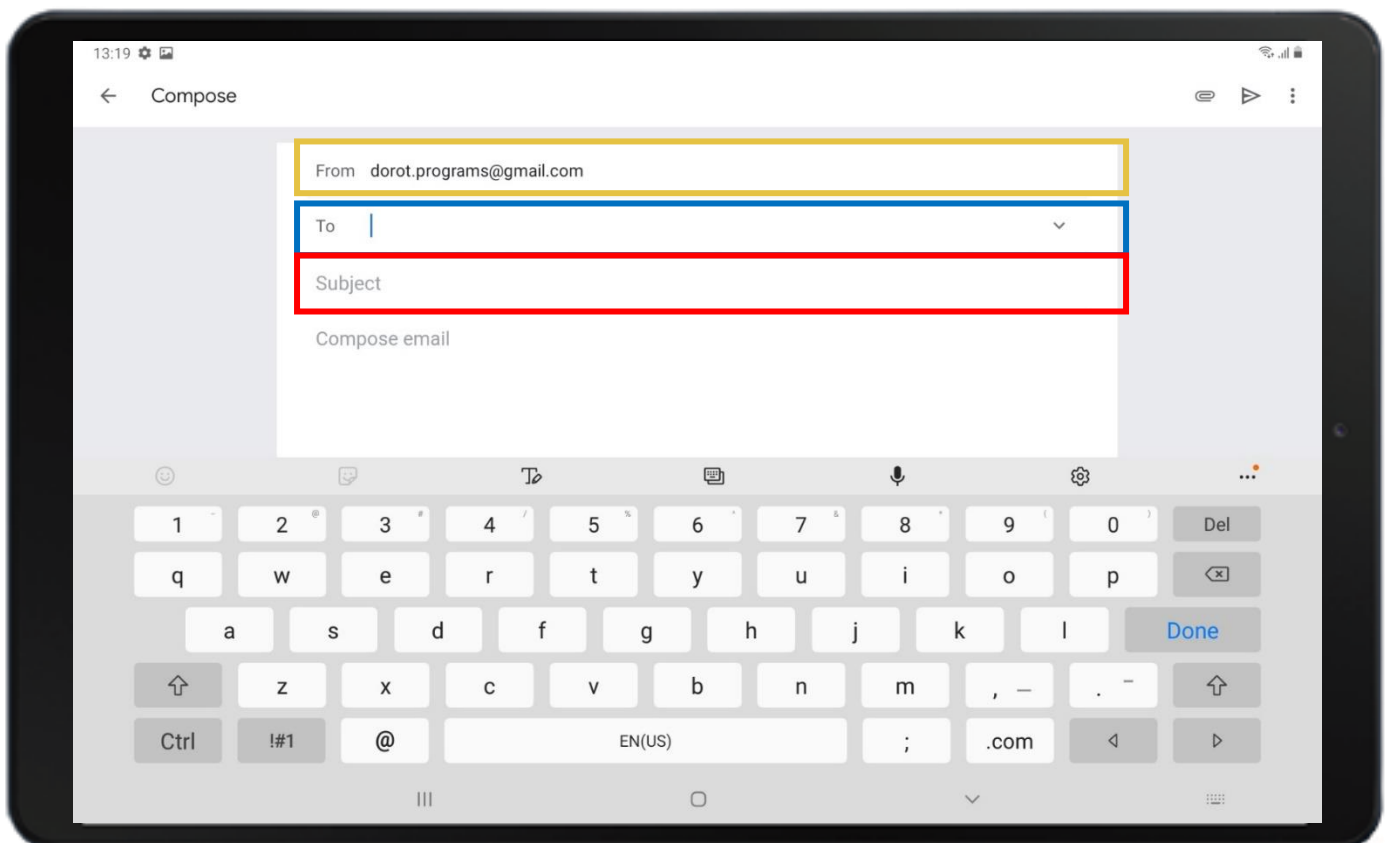 13:19
Compose
From dorot.programs@gmail.com
To
Subject
Compose email
1 2 @ 3 # 4 / 5 % 6 ^ 7 & 8 * 9 ( 0 ) Del
q w e r t y u i o p
a s d f g h j k l Done
z x c v b n m , — . -
Ctrl !#1 @ EN(US) ; .com